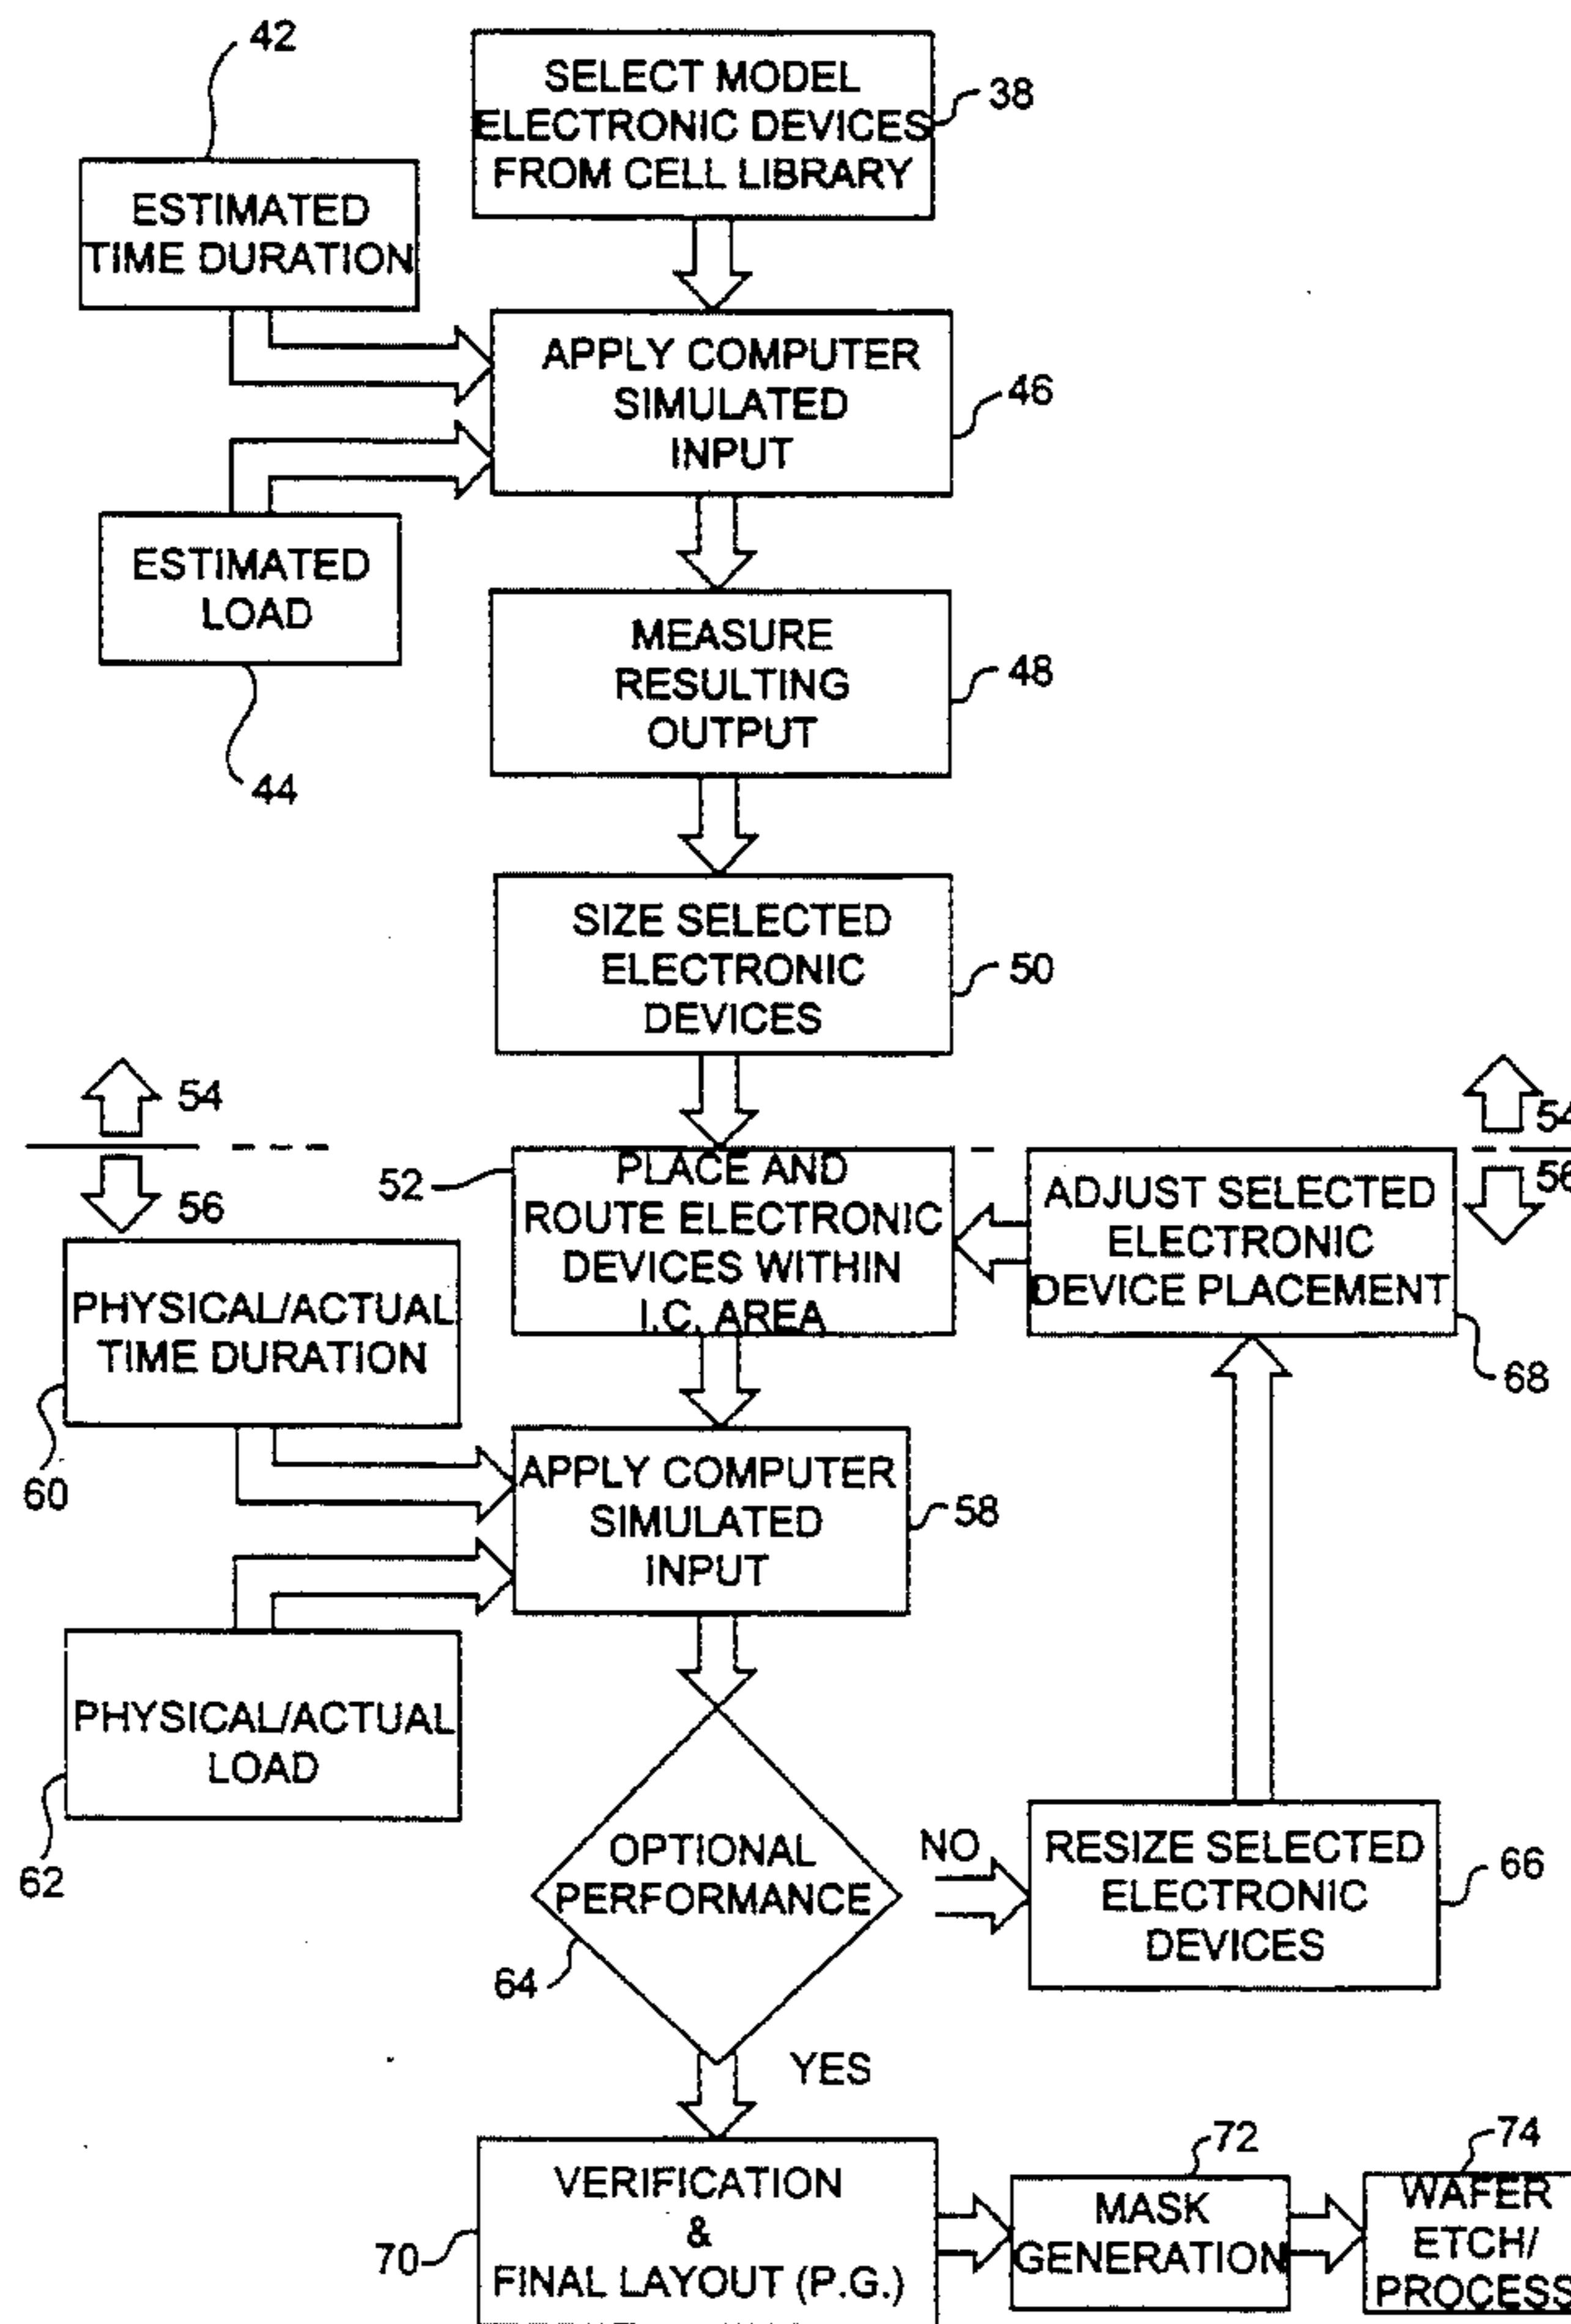 42
SELECT MODEL
ELECTRONIC DEVICES
FROM CELL LIBRARY
38
ESTIMATED
TIME DURATION
APPLY COMPUTER
SIMULATED
INPUT
46
ESTIMATED
LOAD
44
MEASURE
RESULTING
OUTPUT
48
SIZE SELECTED
ELECTRONIC
DEVICES
50
54
56
54
56
52
PLACE AND
ROUTE ELECTRONIC
DEVICES WITHIN
I.C. AREA
ADJUST SELECTED
ELECTRONIC
DEVICE PLACEMENT
68
PHYSICAL/ACTUAL
TIME DURATION
60
APPLY COMPUTER
SIMULATED
INPUT
58
PHYSICAL/ACTUAL
LOAD
62
OPTIONAL
PERFORMANCE
64
NO
RESIZE SELECTED
ELECTRONIC
DEVICES
66
YES
VERIFICATION
&
FINAL LAYOUT (P.G.)
70
72
MASK
GENERATION
74
WAFER
ETCH/
PROCESS